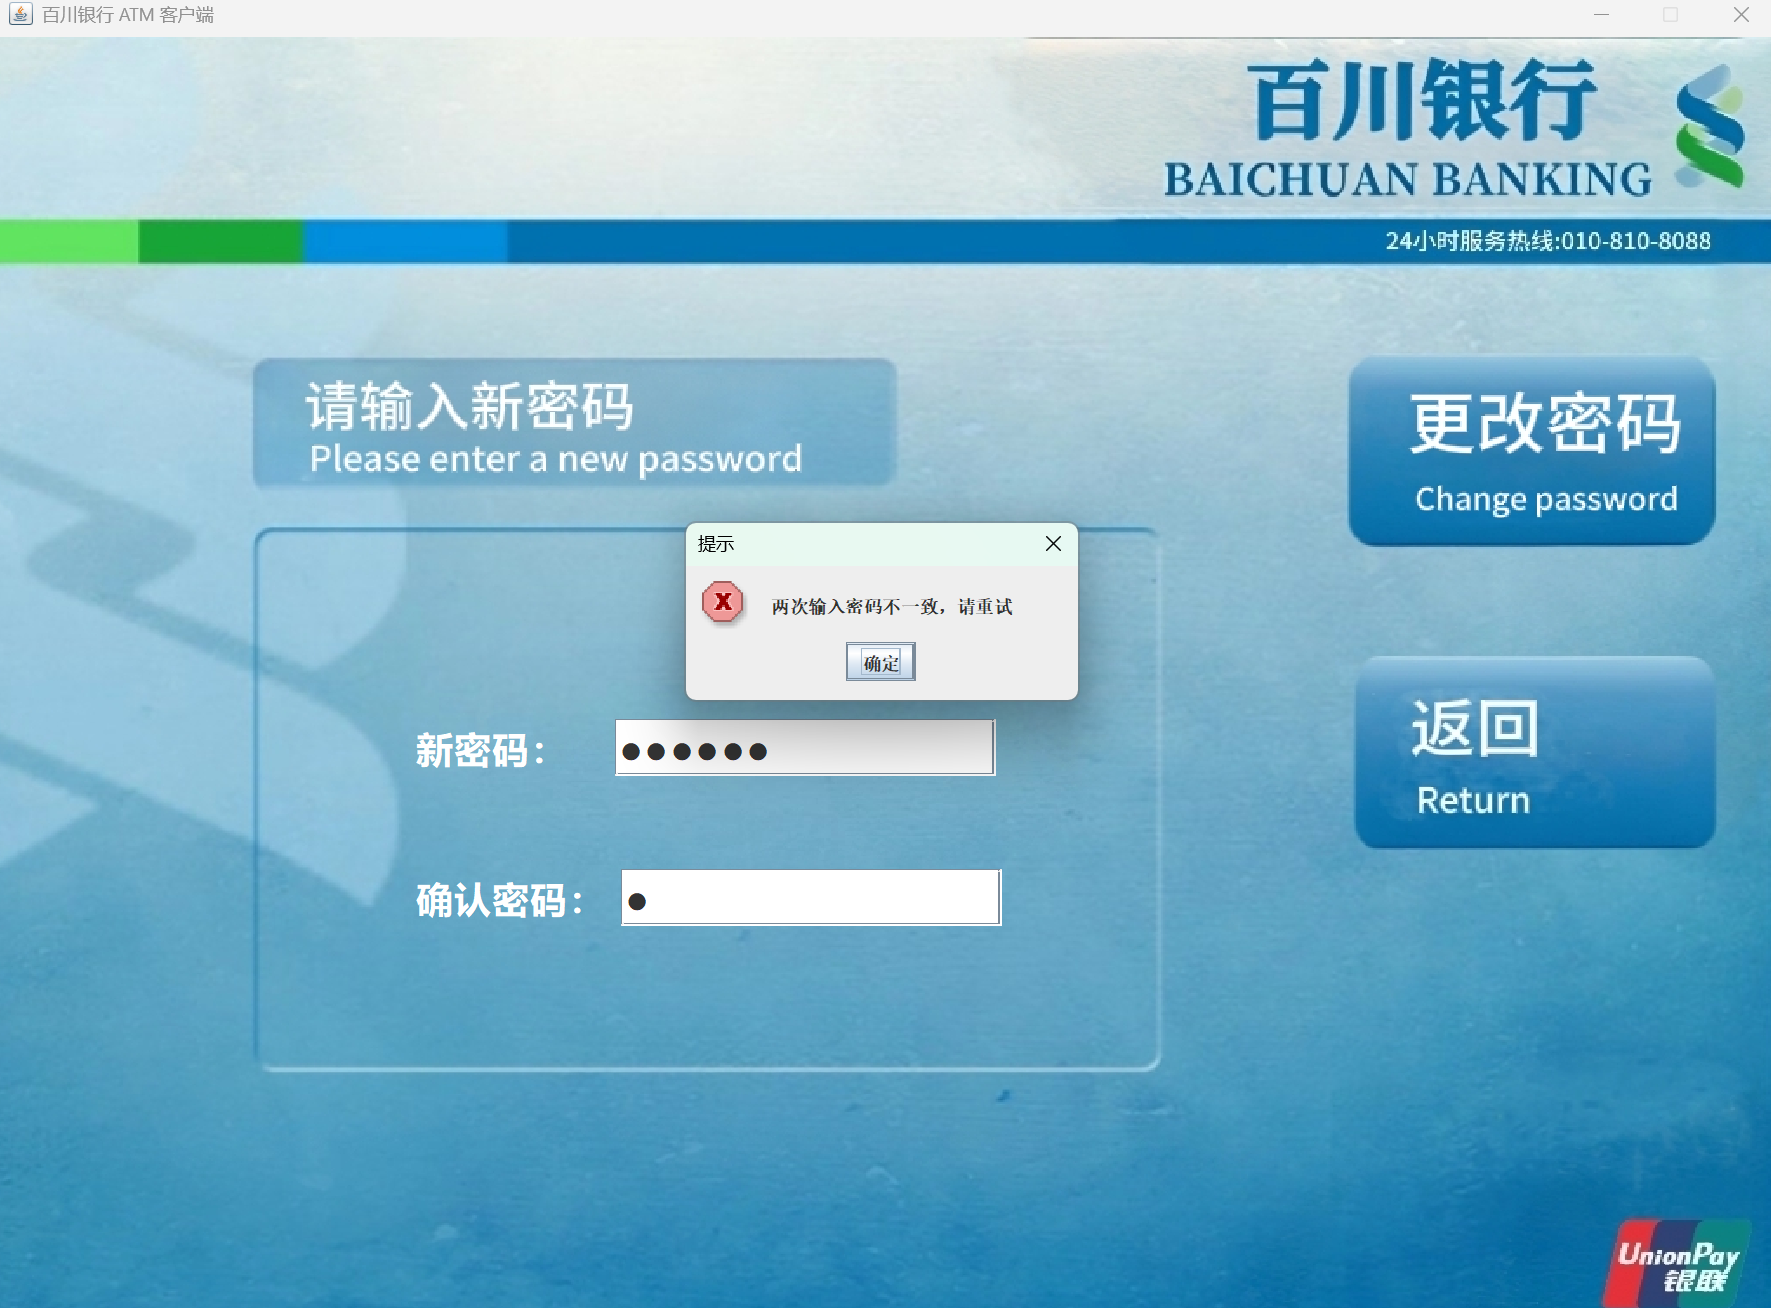 百川银行 ATM 客户端
百川银行
BAICHUAN BANKING
24小时服务热线:010-810-8088
请输入新密码
Please enter a new password
更改密码
Change password
提示
两次输入密码不一致，请重试
确定
新密码：
确认密码：
返回
Return
UnionPay
银联